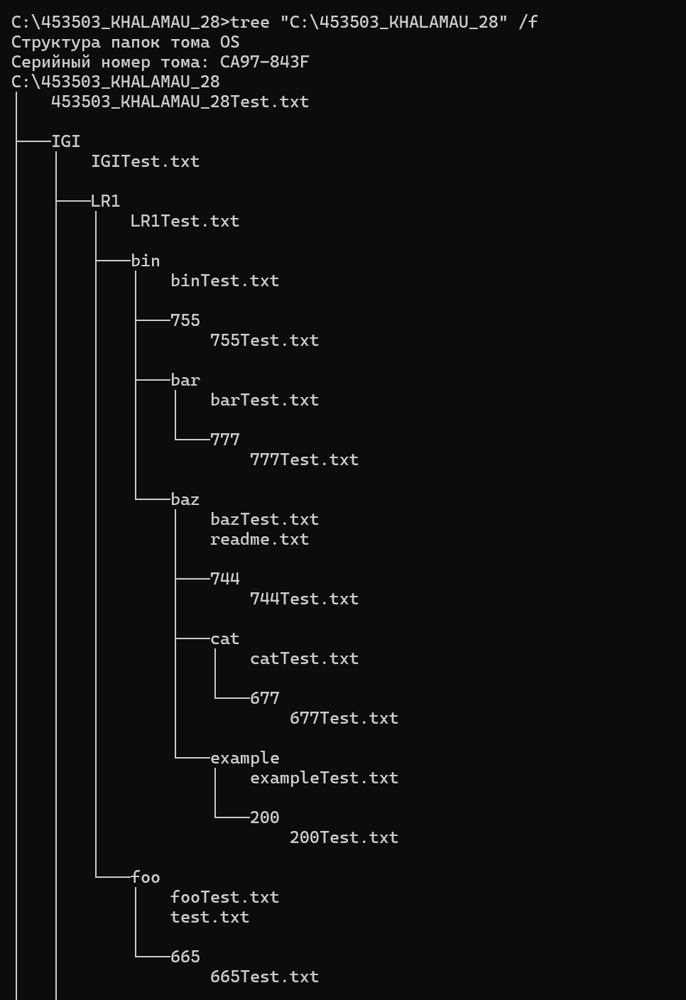 C:\453503_KHALAMAU_28>tree "C:\453503_KHALAMAU_28" /f
Структура папок тома OS
Серийный номер тома: CA97-843F
C:\453503_KHALAMAU_28
453503_KHALAMAU_28Test.txt
IGI
IGITest.txt
LR1
LR1Test.txt
bin
binTest.txt
755
755Test.txt
bar
barTest.txt
777
777Test.txt
baz
bazTest.txt
readme.txt
744
744Test.txt
cat
catTest.txt
677
677Test.txt
example
exampleTest.txt
200
200Test.txt
foo
fooTest.txt
test.txt
665
665Test.txt